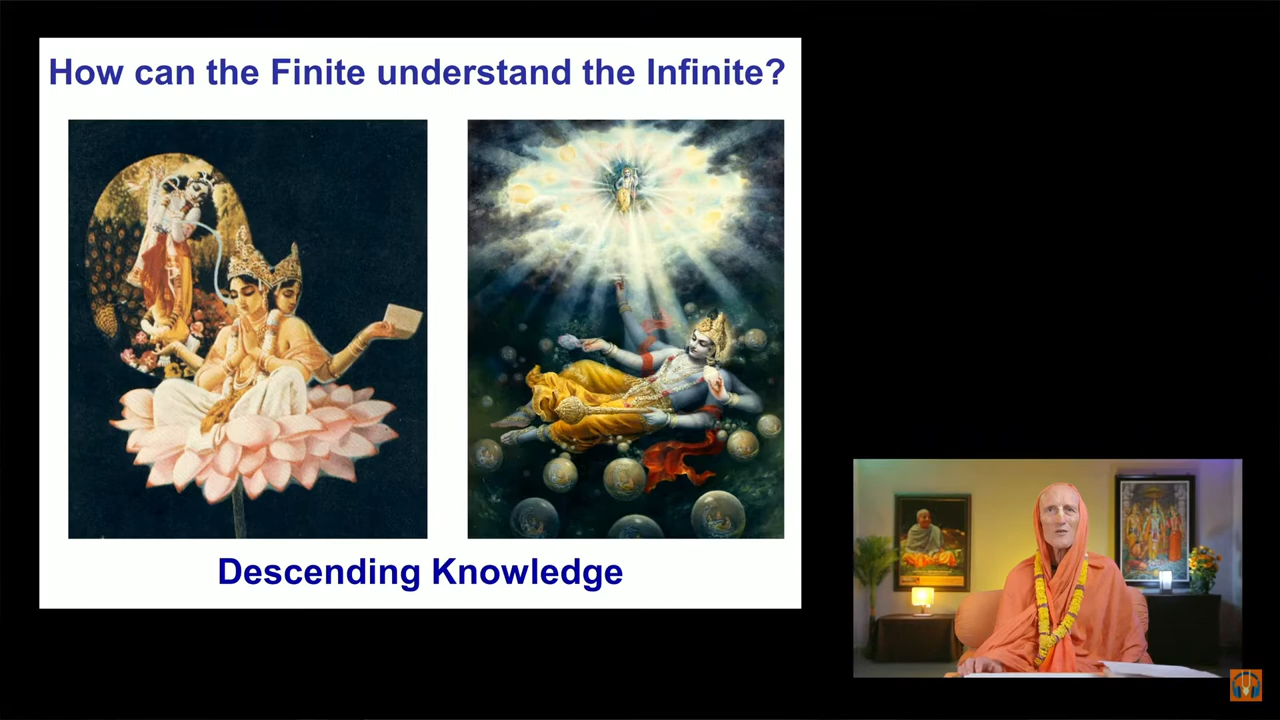 How can the Finite understand the Infinite?
Descending Knowledge